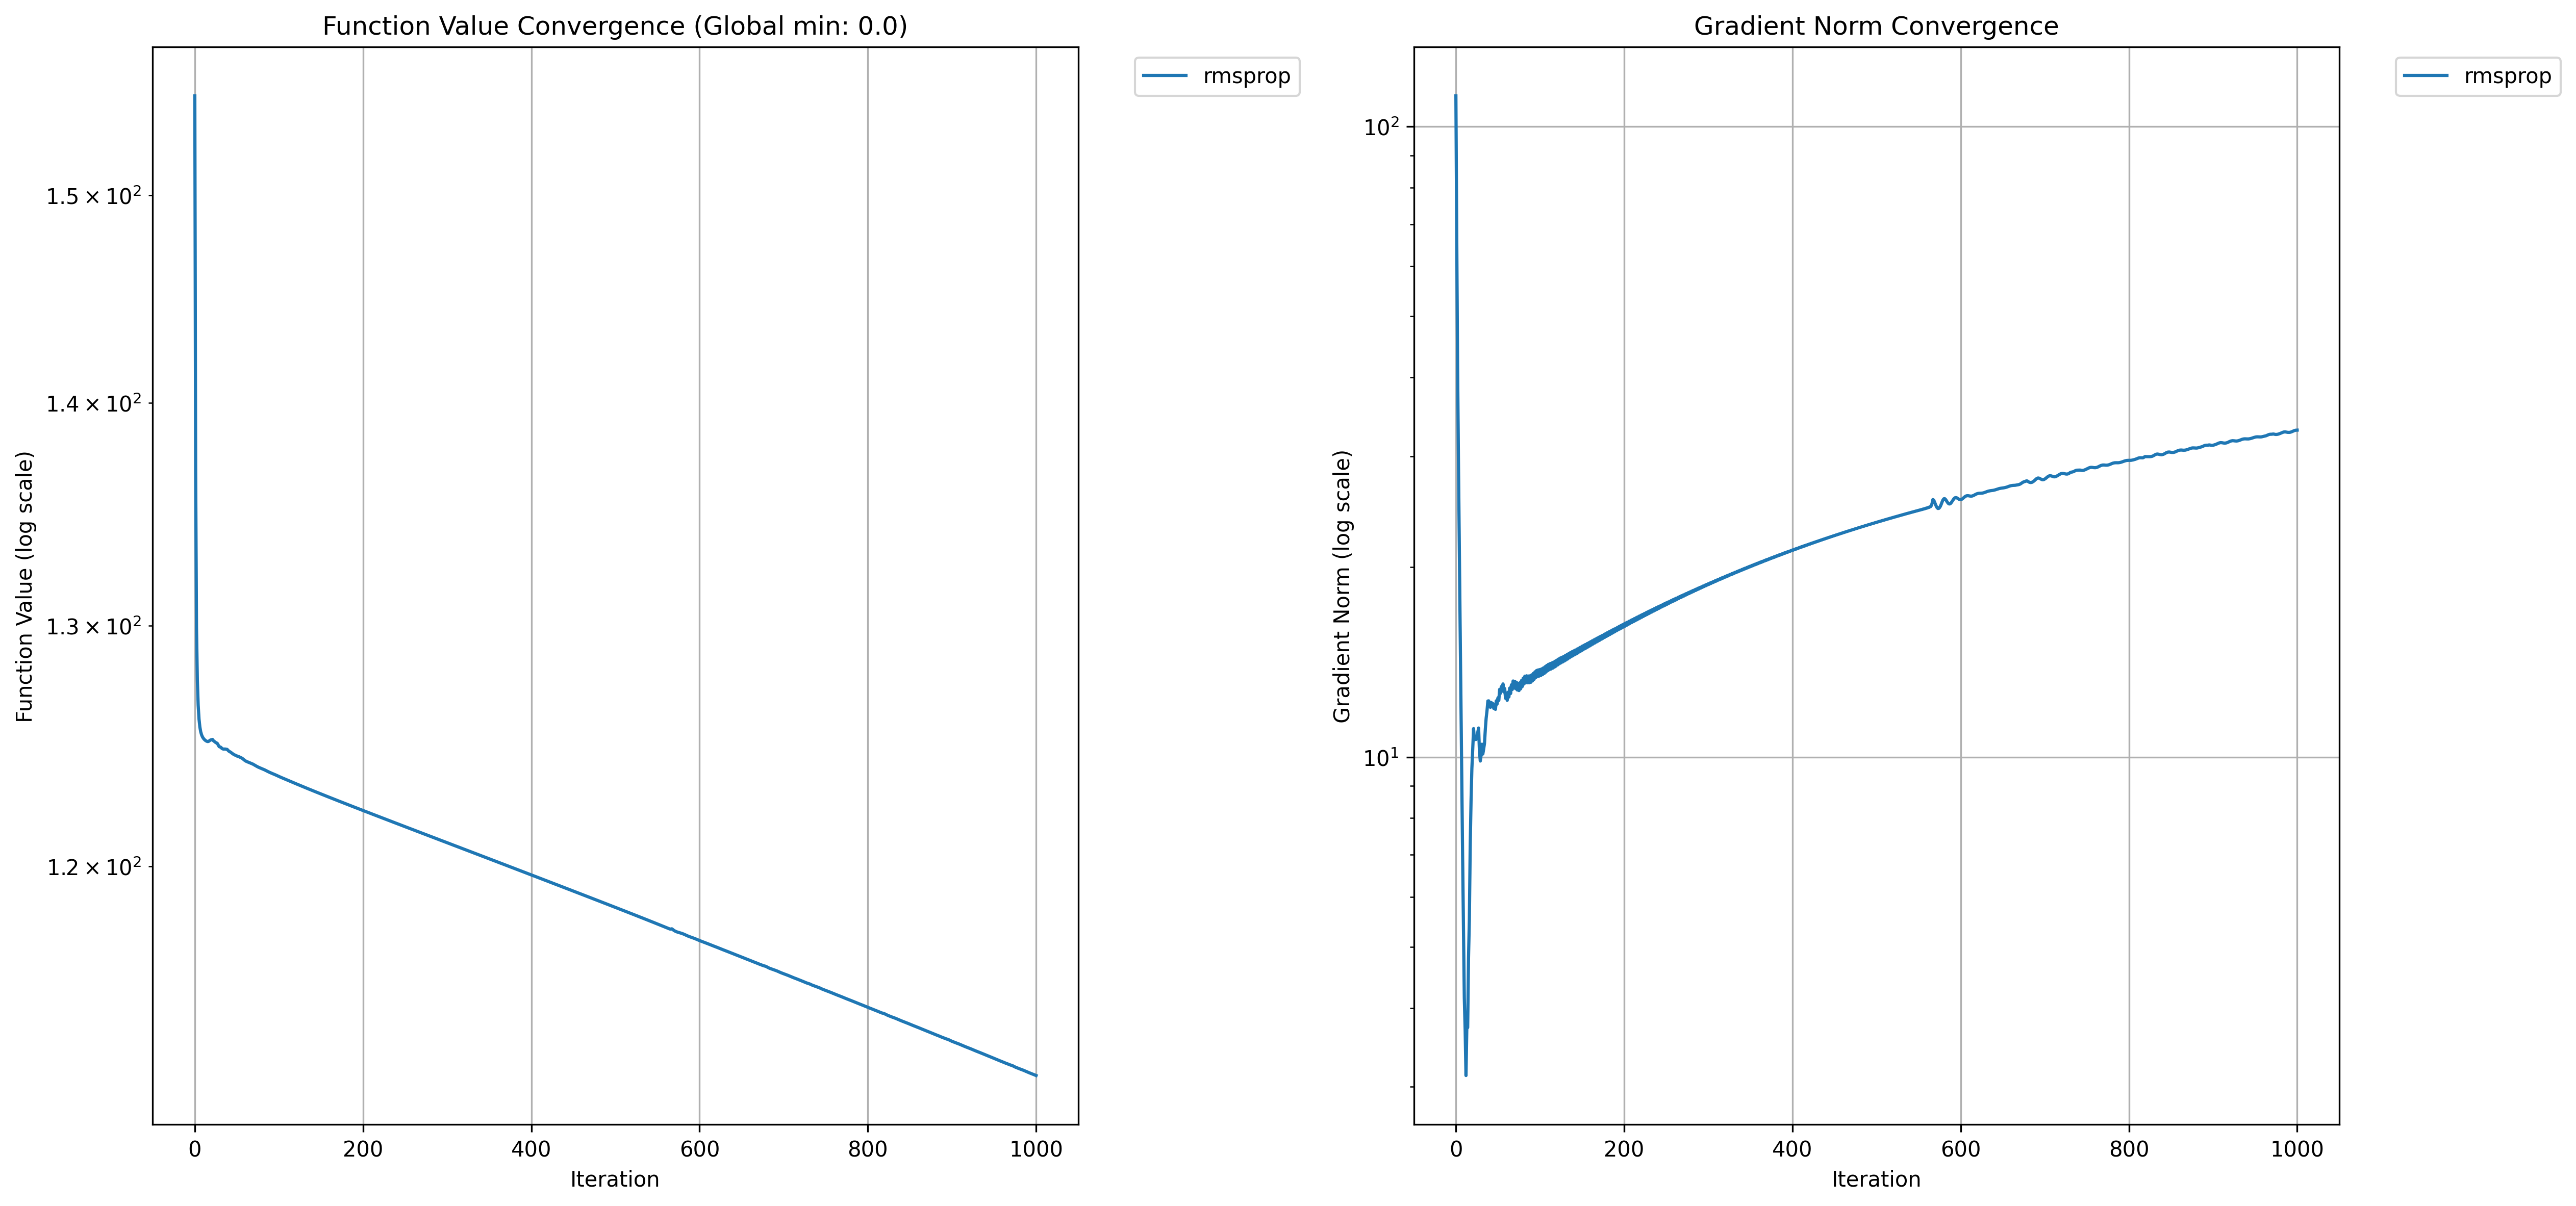 Function Value Convergence (Global min: 0.0)
Function Value (log scale)
1.5 × 10²
1.4 × 10²
1.3 × 10²
1.2 × 10²
0 200 400 600 800 1000
Iteration
rmsprop
Gradient Norm Convergence
Gradient Norm (log scale)
10²
10¹
0 200 400 600 800 1000
Iteration
rmsprop